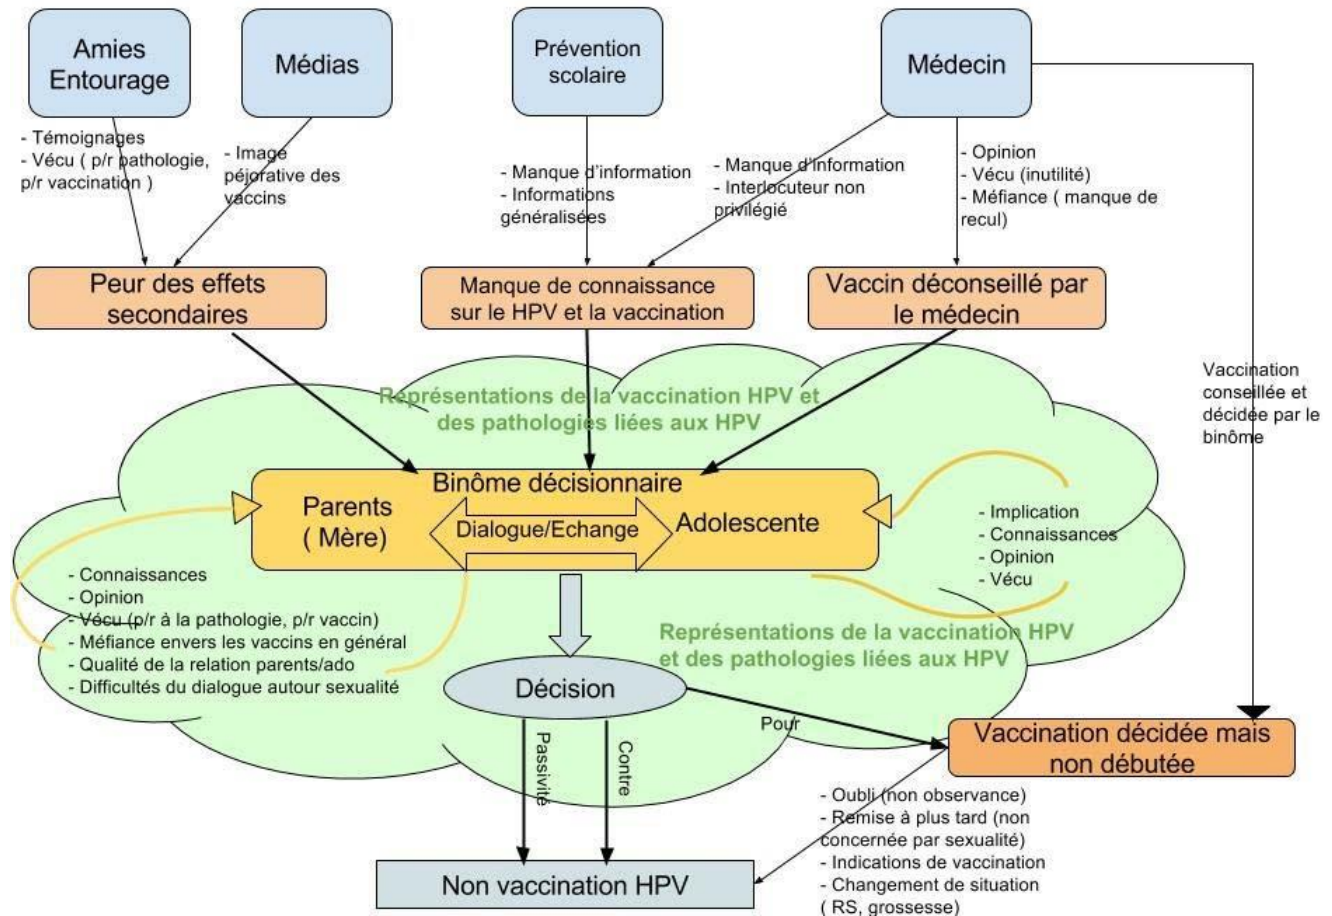 Amies
Entourage
Médias
Prévention
scolaire
Médecin
- Témoignages
- Vécu ( p/r pathologie,
p/r vaccination )
- Image
péjorative des
vaccins
- Manque d'information
- Informations
généralisées
- Manque d'information
- Interlocuteur non
privilégié
- Opinion
- Vécu (inutilité)
- Méfiance ( manque de
recul)
Peur des effets
secondaires
Manque de connaissance
sur le HPV et la vaccination
Vaccin déconseillé par
le médecin
Vaccination
conseillée et
décidée par le
binôme
Représentations de la vaccination HPV et
des pathologies liées aux HPV
Binôme décisionnaire
Parents
( Mère)
Dialogue/Echange
Adolescente
- Implication
- Connaissances
- Opinion
- Vécu
- Connaissances
- Opinion
- Vécu (p/r à la pathologie, p/r vaccin)
- Méfiance envers les vaccins en général
- Qualité de la relation parents/ado
- Difficultés du dialogue autour sexualité
Représentations de la vaccination HPV
et des pathologies liées aux HPV
Décision
Pour
Passivité
Contre
Vaccination décidée mais
non débutée
- Oubli (non observance)
- Remise à plus tard (non
concernée par sexualité)
- Indications de vaccination
- Changement de situation
( RS, grossesse)
Non vaccination HPV